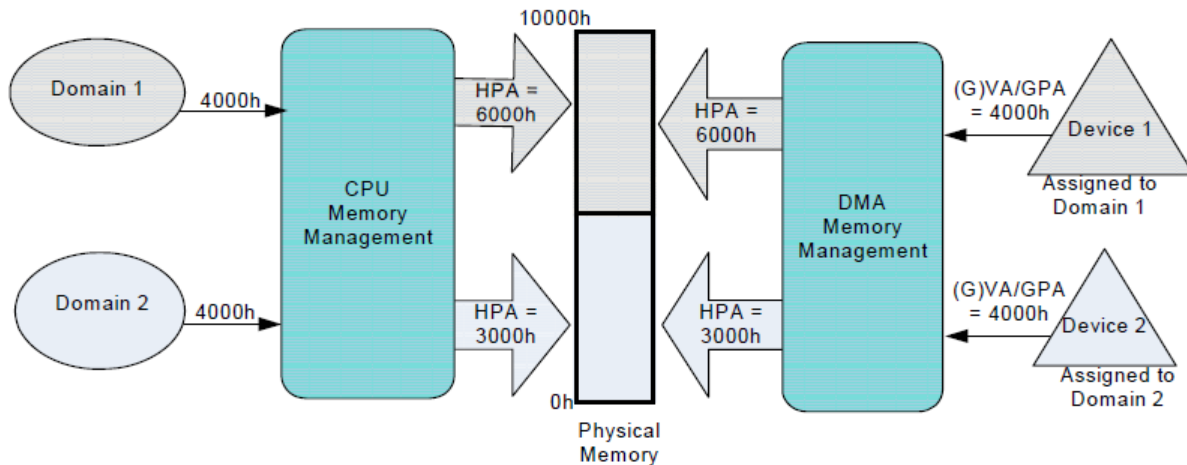 10000h
Domain 1
4000h
HPA =
6000h
CPU
Memory
Management
HPA =
6000h
(G)VA/GPA
= 4000h
Device 1
Assigned to
Domain 1
DMA
Memory
Management
Domain 2
4000h
HPA =
3000h
HPA =
3000h
(G)VA/GPA
= 4000h
Device 2
Assigned to
Domain 2
0h
Physical
Memory